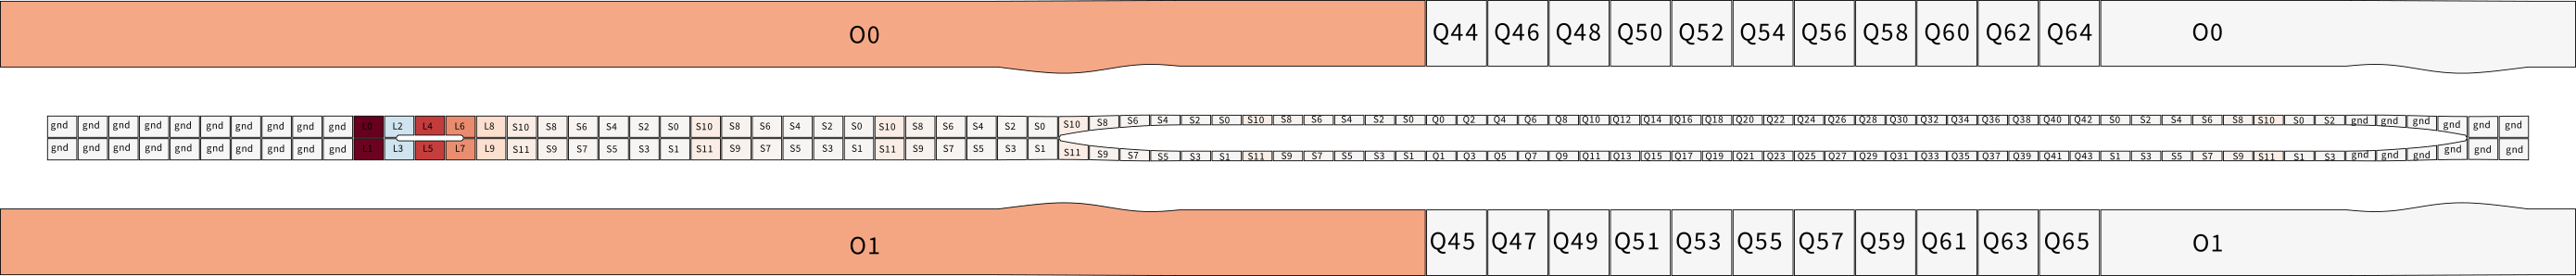 O0 Q44 Q46 Q48 Q50 Q52 Q54 Q56 Q58 Q60 Q62 Q64 O0
gnd gnd gnd gnd gnd gnd gnd gnd gnd gnd L0 L2 L4 L6 L8 S10 S8 S6 S4 S2 S0 S10 S8 S6 S4 S2 S0 S10 S8 S6 S4 S2 S0 S10 S8 S6 S4 S2 S0 S10 S8 S6 S4 S2 S0 Q0 Q2 Q4 Q6 Q8 Q10 Q12 Q14 Q16 Q18 Q20 Q22 Q24 Q26 Q28 Q30 Q32 Q34 Q36 Q38 Q40 Q42 S0 S2 S4 S6 S8 S10 S0 S2 gnd gnd gnd gnd gnd gnd
gnd gnd gnd gnd gnd gnd gnd gnd gnd gnd L1 L3 L5 L7 L9 S11 S9 S7 S5 S3 S1 S11 S9 S7 S5 S3 S1 S11 S9 S7 S5 S3 S1 S11 S9 S7 S5 S3 S1 S11 S9 S7 S5 S3 S1 Q1 Q3 Q5 Q7 Q9 Q11 Q13 Q15 Q17 Q19 Q21 Q23 Q25 Q27 Q29 Q31 Q33 Q35 Q37 Q39 Q41 Q43 S1 S3 S5 S7 S9 S11 S1 S3 gnd gnd gnd gnd gnd gnd
O1 Q45 Q47 Q49 Q51 Q53 Q55 Q57 Q59 Q61 Q63 Q65 O1